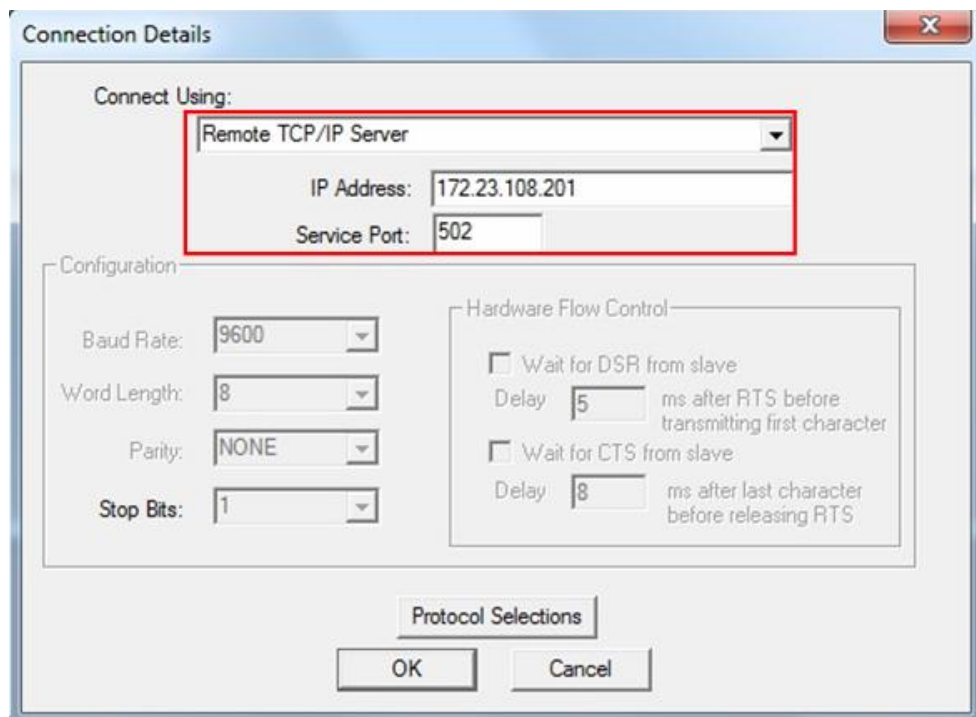 Connection Details
Connect Using:
Remote TCP/IP Server
IP Address: 172.23.108.201
Service Port: 502
Configuration
Baud Rate: 9600
Word Length: 8
Parity: NONE
Stop Bits: 1
Hardware Flow Control
Wait for DSR from slave
Delay 5 ms after RTS before
transmitting first character
Wait for CTS from slave
Delay 8 ms after last character
before releasing RTS
Protocol Selections
OK Cancel